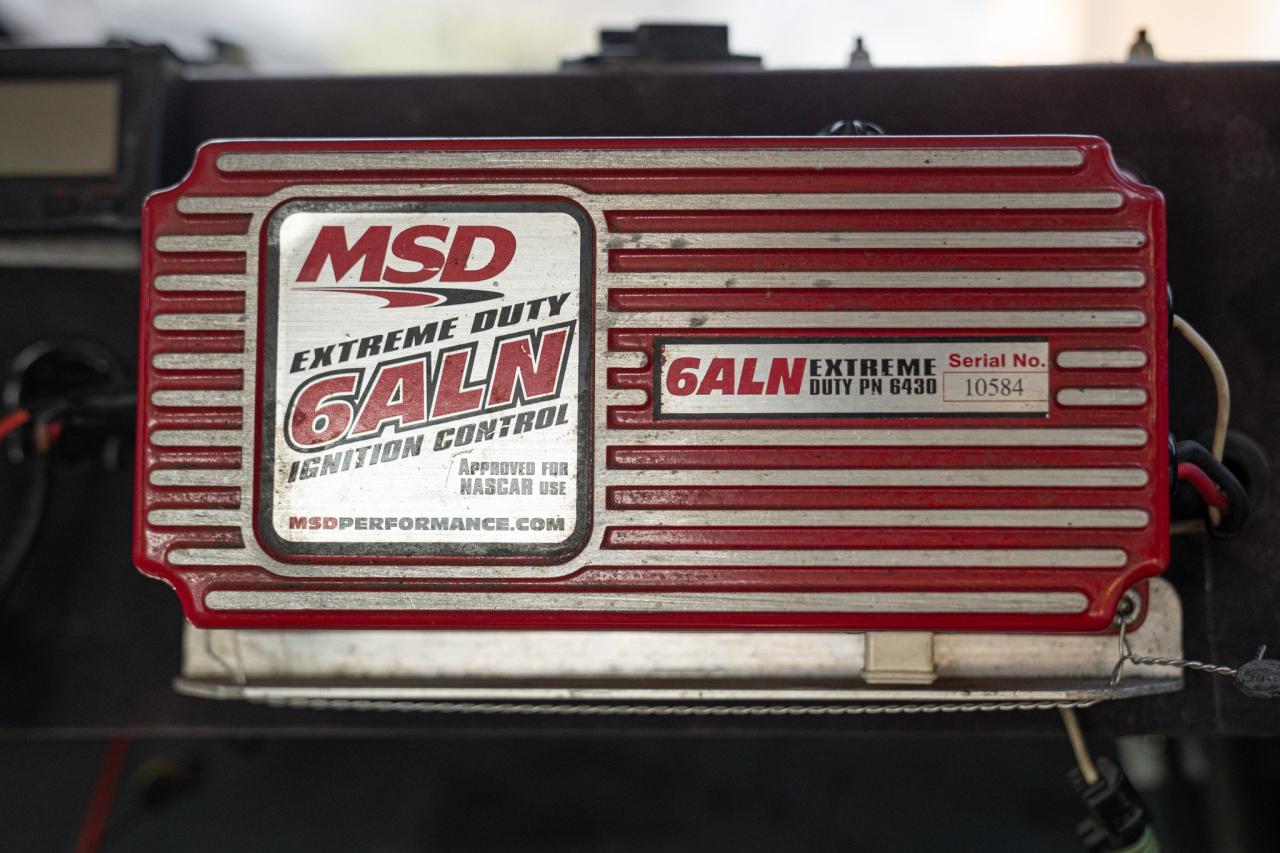 MSD
EXTREME DUTY
6ALN
IGNITION CONTROL
APPROVED FOR
NASCAR USE
MSDPERFORMANCE.COM
6ALN EXTREME
DUTY PN 6430
Serial No.
10584